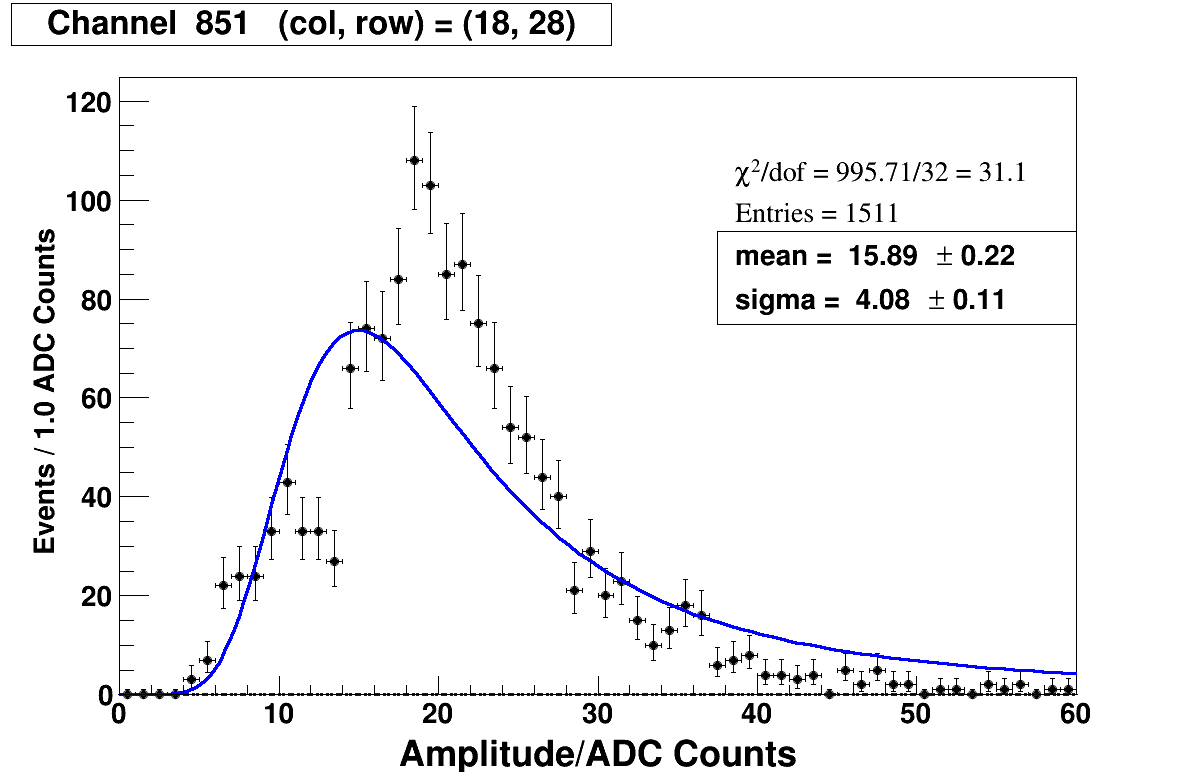 Channel 851 (col, row) = (18, 28)
120
100
80
60
40
20
0
Events / 1.0 ADC Counts
χ²/dof = 995.71/32 = 31.1
Entries = 1511
mean = 15.89 ± 0.22
sigma = 4.08 ± 0.11
0 10 20 30 40 50 60
Amplitude/ADC Counts